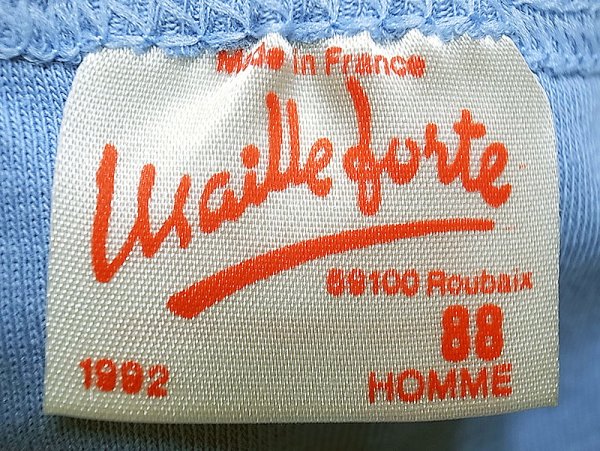 Made in France
Maille forte
59100 Roubaix
88
1992
HOMME